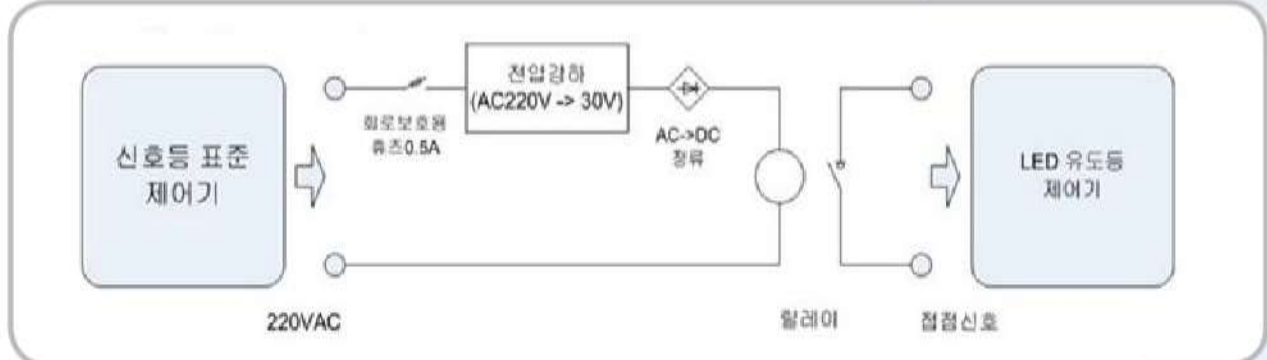 신호등 표준
제어기
220VAC
회로보호용
휴즈0.5A
전압강하
(AC220V -> 30V)
AC->DC
정류
릴레이
접점신호
LED 유도등
제어기